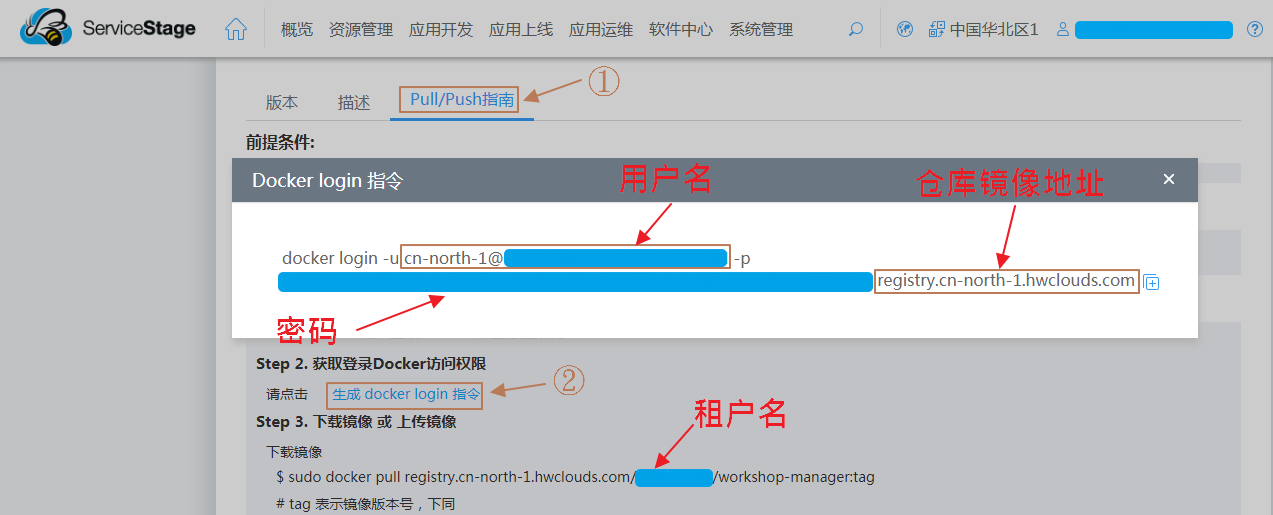 ServiceStage 概览 资源管理 应用开发 应用上线 应用运维 软件中心 系统管理 中国华北区1 ?
①
版本 描述 Pull/Push指南
前提条件:
Docker login 指令 用户名 仓库镜像地址 ×
docker login -u cn-north-1@ -p
registry.cn-north-1.hwclouds.com
密码
Step 2. 获取登录Docker访问权限
请点击 生成 docker login 指令 ②
Step 3. 下载镜像 或 上传镜像
租户名
下载镜像
$ sudo docker pull registry.cn-north-1.hwclouds.com/ /workshop-manager:tag
# tag 表示镜像版本号，下同